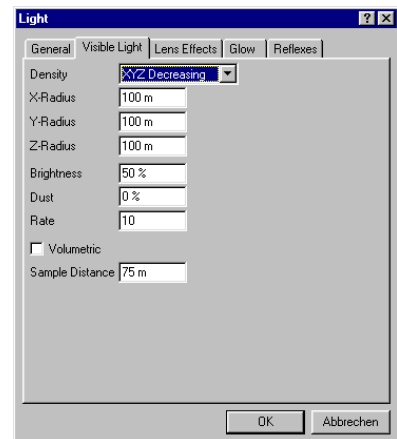 Light
General Visible Light Lens Effects Glow Reflexes
Density XYZ Decreasing
X-Radius 100 m
Y-Radius 100 m
Z-Radius 100 m
Brightness 50 %
Dust 0 %
Rate 10
Volumetric
Sample Distance 75 m
OK Abbrechen